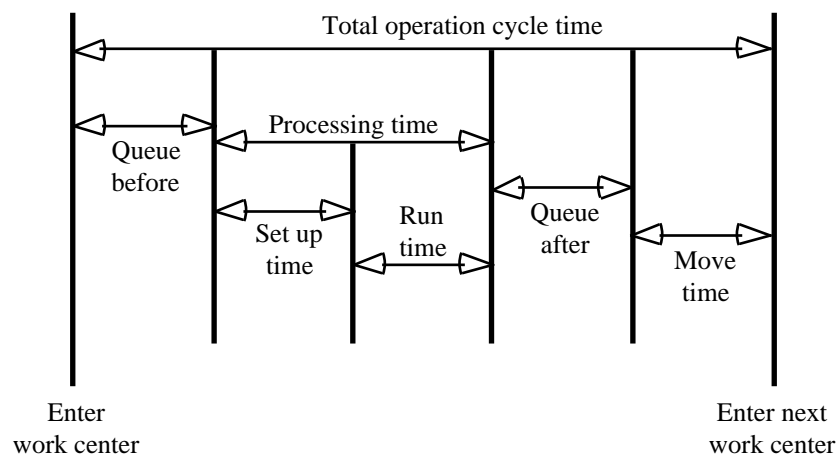 Total operation cycle time
Processing time
Queue
before
Set up
time
Run
time
Queue
after
Move
time
Enter
work center
Enter next
work center